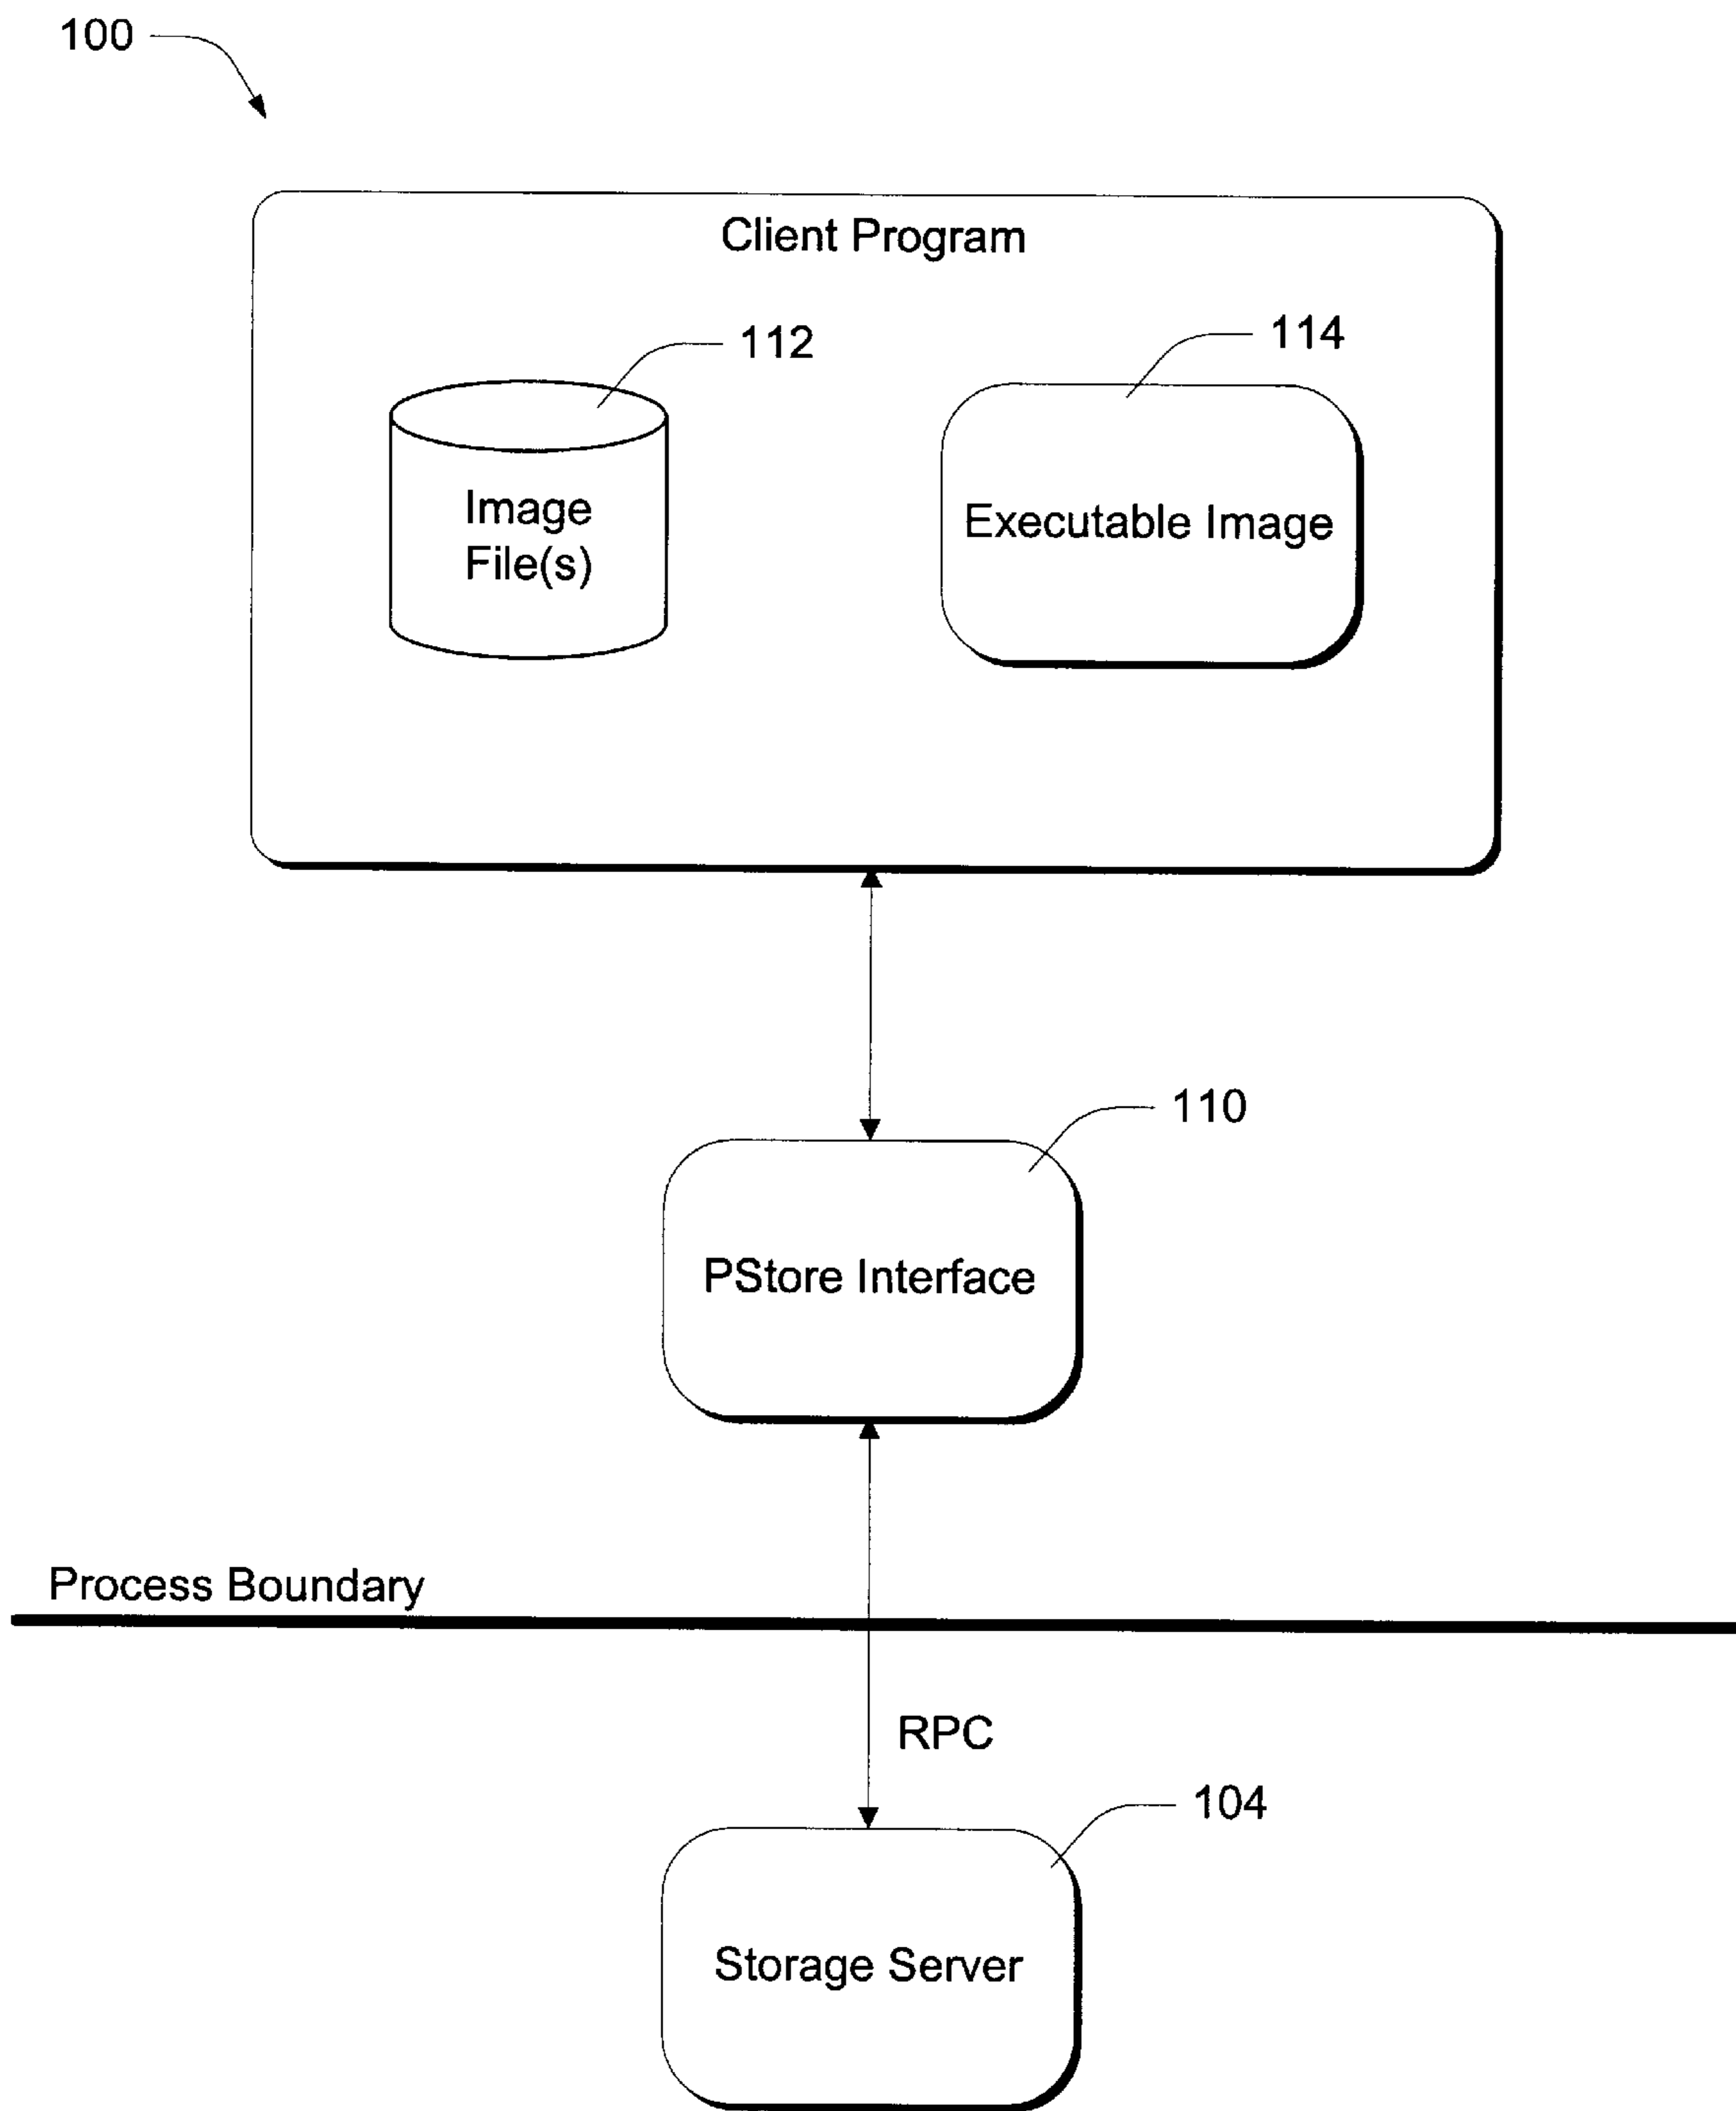 100
Client Program
112
114
Image
File(s)
Executable Image
110
PStore Interface
Process Boundary
RPC
104
Storage Server